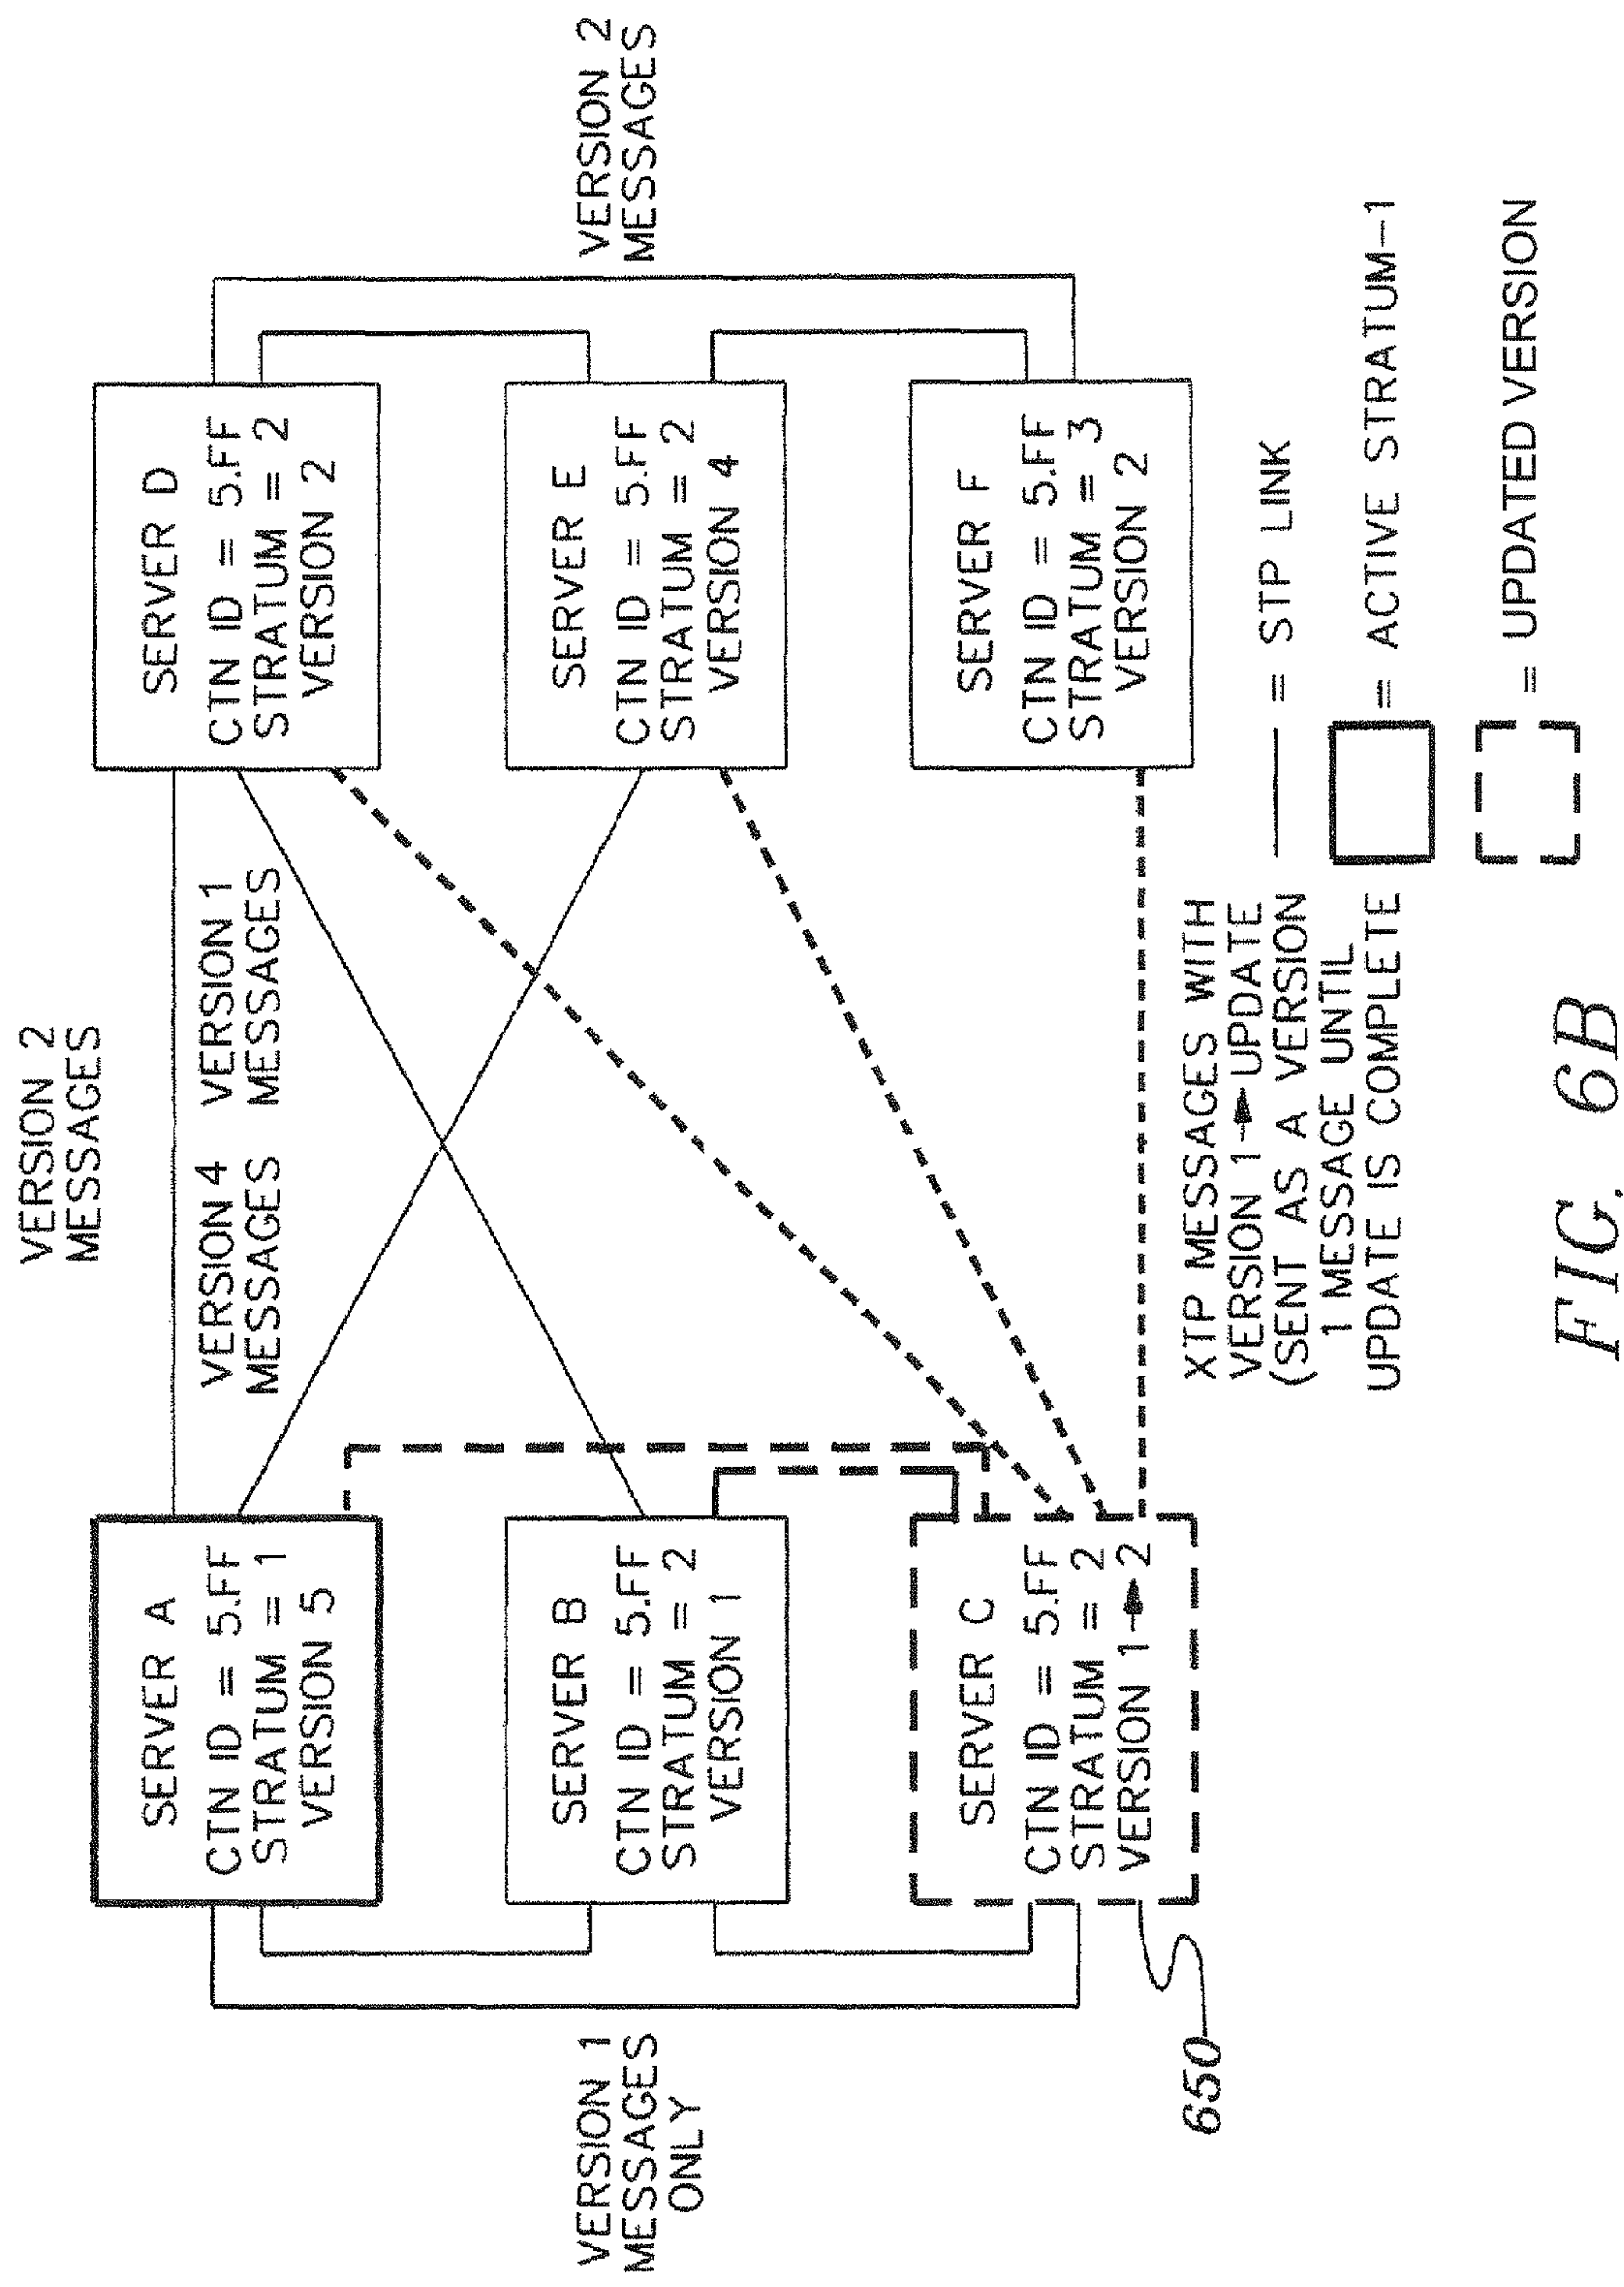 VERSION 2
MESSAGES
SERVER A
CTN ID = 5.FF
STRATUM = 1
VERSION 5
VERSION 4
MESSAGES
VERSION 1
MESSAGES
SERVER D
CTN ID = 5.FF
STRATUM = 2
VERSION 2
VERSION 1
MESSAGES
ONLY
SERVER B
CTN ID = 5.FF
STRATUM = 2
VERSION 1
SERVER E
CTN ID = 5.FF
STRATUM = 2
VERSION 4
VERSION 2
MESSAGES
SERVER C
CTN ID = 5.FF
STRATUM = 2
VERSION 1→2
SERVER F
CTN ID = 5.FF
STRATUM = 3
VERSION 2
650
XTP MESSAGES WITH
VERSION 1→UPDATE
(SENT AS A VERSION
1 MESSAGE UNTIL
UPDATE IS COMPLETE
= STP LINK
= ACTIVE STRATUM-1
= UPDATED VERSION
FIG. 6B